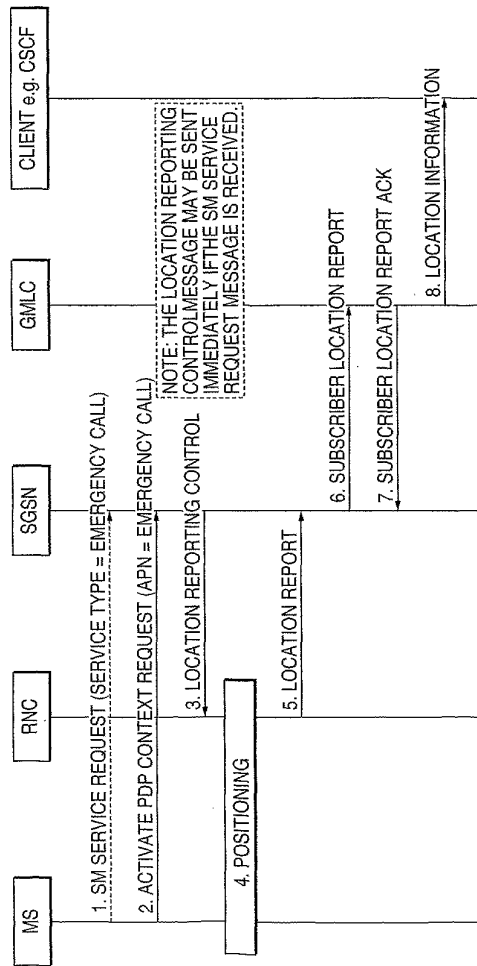 MS
RNC
SGSN
GMLC
CLIENT e.g. CSCF
1. SM SERVICE REQUEST (SERVICE TYPE = EMERGENCY CALL)
2. ACTIVATE PDP CONTEXT REQUEST (APN = EMERGENCY CALL)
NOTE: THE LOCATION REPORTING
CONTROLMESSAGE MAY BE SENT
IMMEDIATELY IFTHE SM SERVICE
REQUEST MESSAGE IS RECEIVED.
3. LOCATION REPORTING CONTROL
4. POSITIONING
5. LOCATION REPORT
6. SUBSCRIBER LOCATION REPORT
7. SUBSCRIBER LOCATION REPORT ACK
8. LOCATION INFORMATION